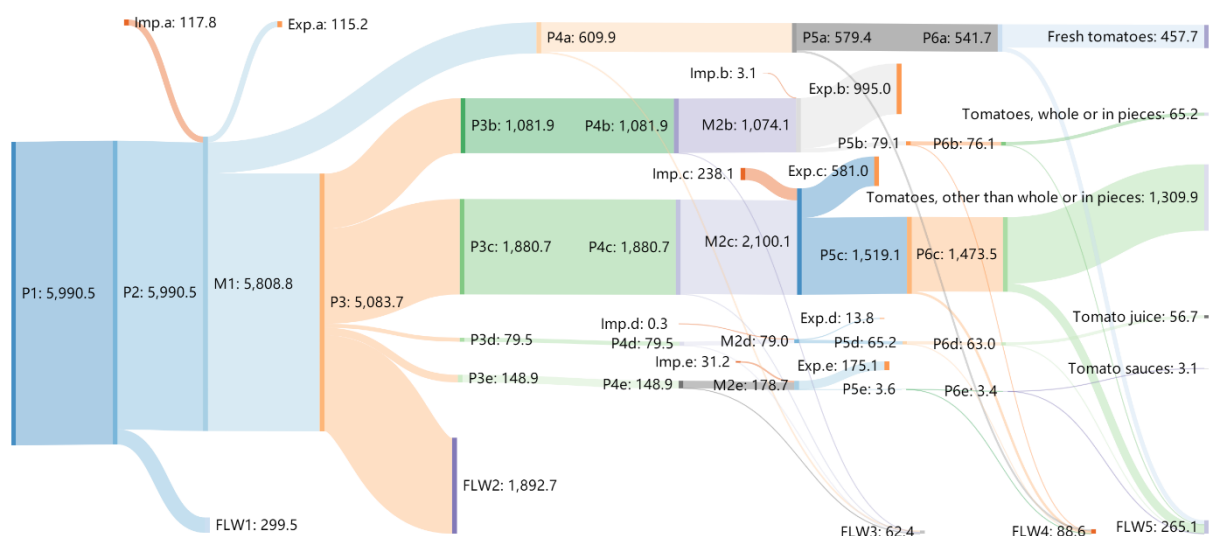 Imp.a: 117.8
Exp.a: 115.2
P4a: 609.9
P5a: 579.4
P6a: 541.7
Fresh tomatoes: 457.7
Imp.b: 3.1
Exp.b: 995.0
P3b: 1,081.9
P4b: 1,081.9
M2b: 1,074.1
P5b: 79.1
P6b: 76.1
Tomatoes, whole or in pieces: 65.2
Imp.c: 238.1
Exp.c: 581.0
Tomatoes, other than whole or in pieces: 1,309.9
P1: 5,990.5
P2: 5,990.5
M1: 5,808.8
P3: 5,083.7
P3c: 1,880.7
P4c: 1,880.7
M2c: 2,100.1
P5c: 1,519.1
P6c: 1,473.5
Imp.d: 0.3
Exp.d: 13.8
Tomato juice: 56.7
P3d: 79.5
P4d: 79.5
M2d: 79.0
P5d: 65.2
P6d: 63.0
Imp.e: 31.2
Exp.e: 175.1
Tomato sauces: 3.1
P3e: 148.9
P4e: 148.9
M2e: 178.7
P5e: 3.6
P6e: 3.4
FLW2: 1,892.7
FLW1: 299.5
FLW3: 62.4
FLW4: 88.6
FLW5: 265.1